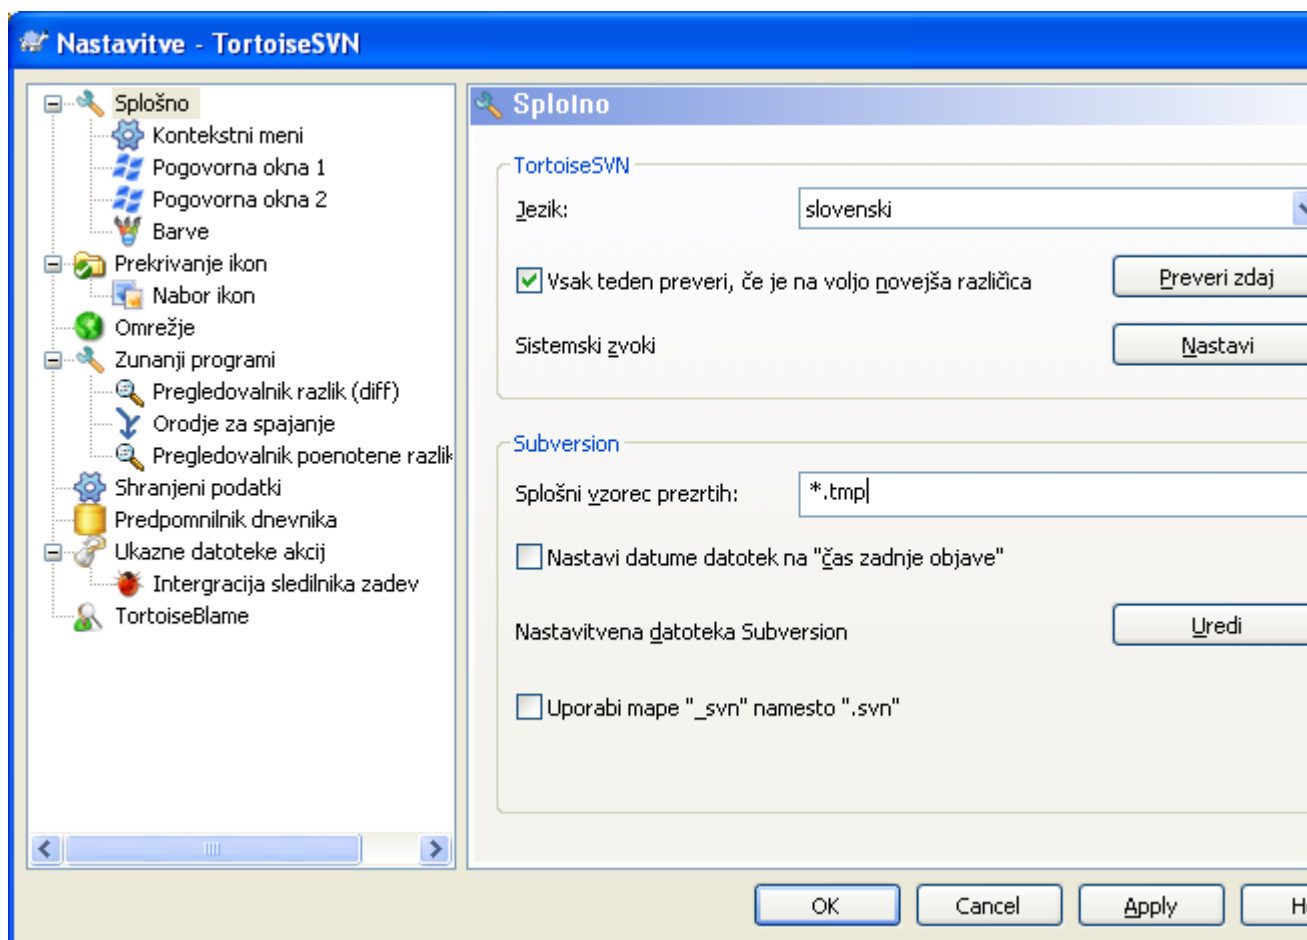 Nastavitve - TortoiseSVN
Splošno
Kontekstni meni
Pogovorna okna 1
Pogovorna okna 2
Barve
Prekrivanje ikon
Nabor ikon
Omrežje
Zunanji programi
Pregledovalnik razlik (diff)
Orodje za spajanje
Pregledovalnik poenotene razlik
Shranjeni podatki
Predpomnilnik dnevnika
Ukazne datoteke akcij
Intergracija sledilnika zadev
TortoiseBlame
Splolno
TortoiseSVN
Jezik: slovenski
Vsak teden preveri, če je na voljo novejša različica Preveri zdaj
Sistemski zvoki Nastavi
Subversion
Splošni vzorec prezrtih: *.tmp
Nastavi datume datotek na "čas zadnje objave"
Nastavitvena datoteka Subversion Uredi
Uporabi mape "_svn" namesto ".svn"
OK Cancel Apply